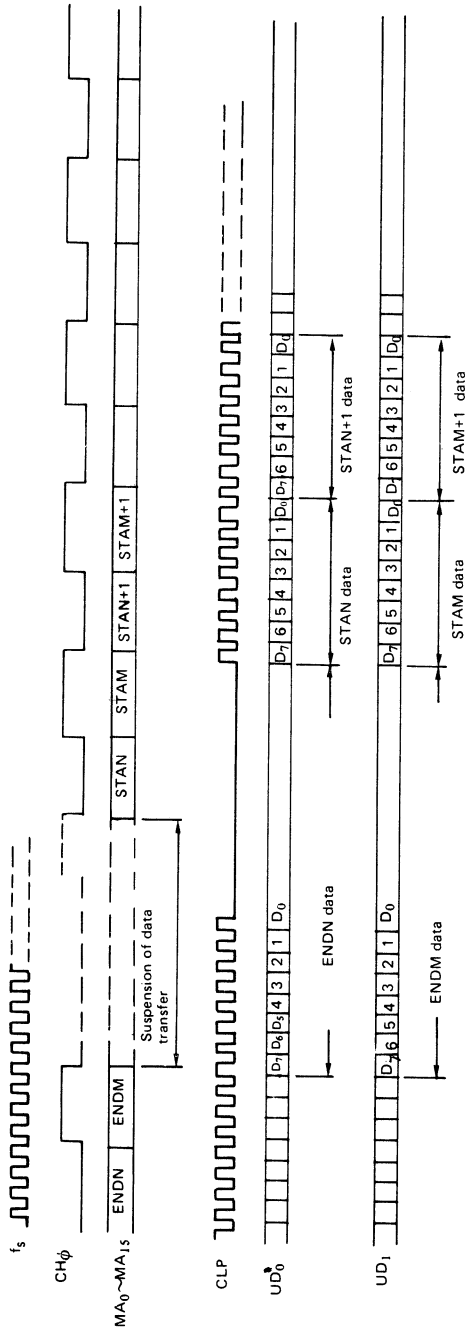 f_s
CHϕ
MA₀~MA₁₅
ENDN ENDM STAN STAM STAN+1 STAM+1
Suspension of data
transfer
CLP
UD₀*
D₇ D₆ D₅ 4 3 2 1 D₀ D₇ 6 5 4 3 2 1 D₀ D₇ 6 5 4 3 2 1 D₀
ENDN data STAN data STAN+1 data
UD₁
D₇ 6 5 4 3 2 1 D₀ D₇ 6 5 4 3 2 1 D₀ D₇ 6 5 4 3 2 1 D₀
ENDM data STAM data STAM+1 data